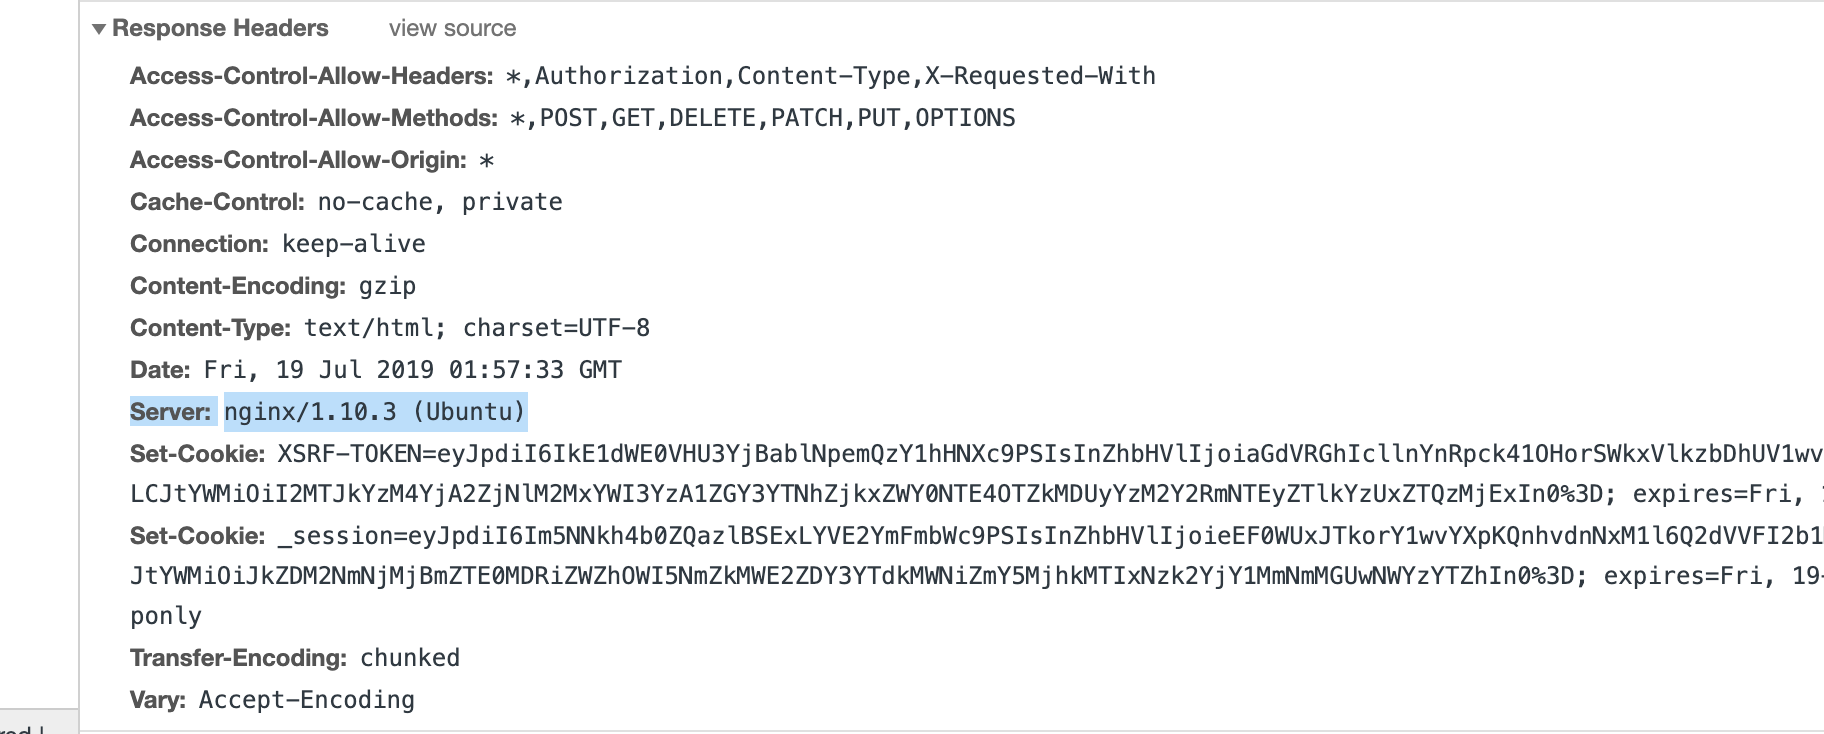 Response Headers view source
Access-Control-Allow-Headers: *,Authorization,Content-Type,X-Requested-With
Access-Control-Allow-Methods: *,POST,GET,DELETE,PATCH,PUT,OPTIONS
Access-Control-Allow-Origin: *
Cache-Control: no-cache, private
Connection: keep-alive
Content-Encoding: gzip
Content-Type: text/html; charset=UTF-8
Date: Fri, 19 Jul 2019 01:57:33 GMT
Server: nginx/1.10.3 (Ubuntu)
Set-Cookie: XSRF-TOKEN=eyJpdiI6IkE1dWE0VHU3YjBablNpemQzY1hHNXc9PSIsInZhbHVlIjoiaGdVRGhIcllnYnRpck41OHorSWkxVlkzbDhUV1wv
LCJtYWMiOiI2MTJkYzM4YjA2ZjNlM2MxYWI3YzA1ZGY3YTNhZjkxZWY0NTE4OTZkMDUyYzM2Y2RmNTEyZTlkYzUxZTQzMjExIn0%3D; expires=Fri,
Set-Cookie: _session=eyJpdiI6Im5NNkh4b0ZQazlBSExLYVE2YmFmbWc9PSIsInZhbHVlIjoieEF0WUxJTkorY1wvYXpKQnhvdnNxM1l6Q2dVVFI2b1
JtYWMiOiJkZDM2NmNjMjBmZTE0MDRiZWZhOWI5NmZkMWE2ZDY3YTdkMWNiZmY5MjhkMTIxNzk2YjY1MmNmMGUwNWYzYTZhIn0%3D; expires=Fri, 19-
ponly
Transfer-Encoding: chunked
Vary: Accept-Encoding